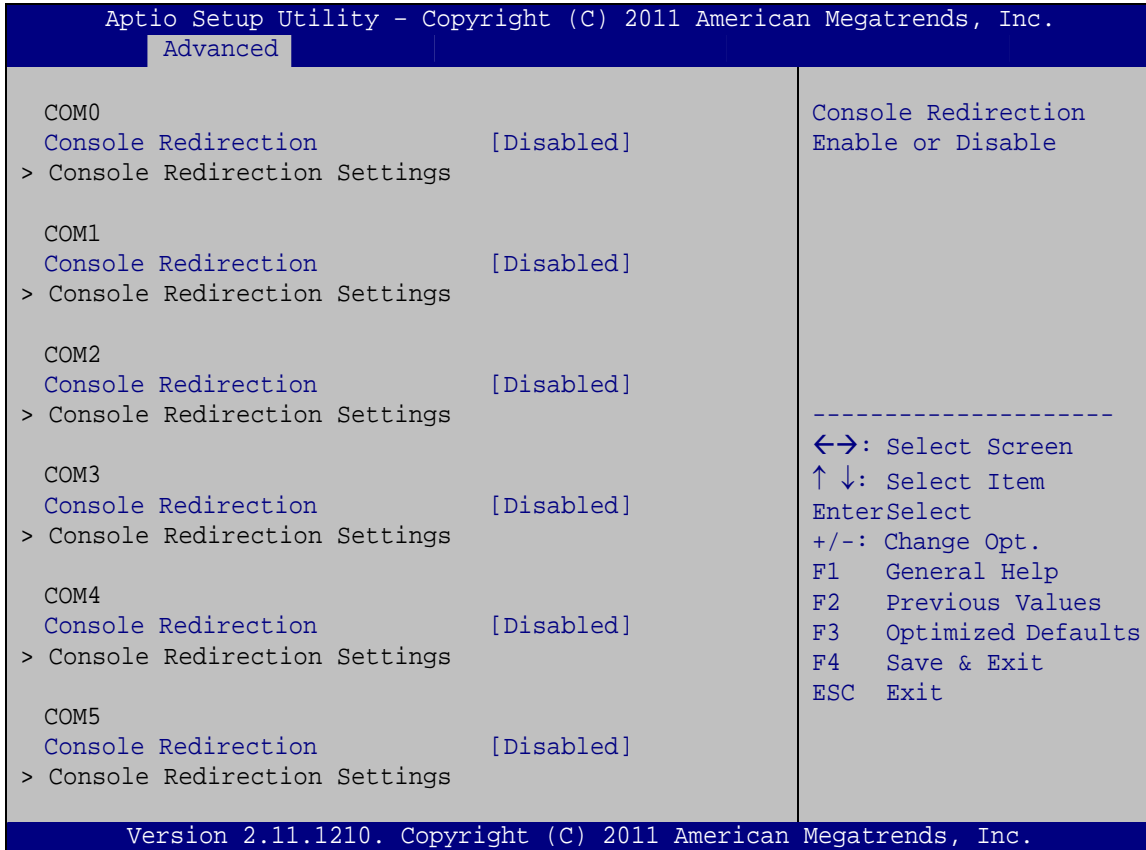 Aptio Setup Utility – Copyright (C) 2011 American Megatrends, Inc.
Advanced
COM0
Console Redirection [Disabled]
> Console Redirection Settings
COM1
Console Redirection [Disabled]
> Console Redirection Settings
COM2
Console Redirection [Disabled]
> Console Redirection Settings
COM3
Console Redirection [Disabled]
> Console Redirection Settings
COM4
Console Redirection [Disabled]
> Console Redirection Settings
COM5
Console Redirection [Disabled]
> Console Redirection Settings
Console Redirection
Enable or Disable
---------------------
←→: Select Screen
↑ ↓: Select Item
EnterSelect
+/-: Change Opt.
F1 General Help
F2 Previous Values
F3 Optimized Defaults
F4 Save & Exit
ESC Exit
Version 2.11.1210. Copyright (C) 2011 American Megatrends, Inc.